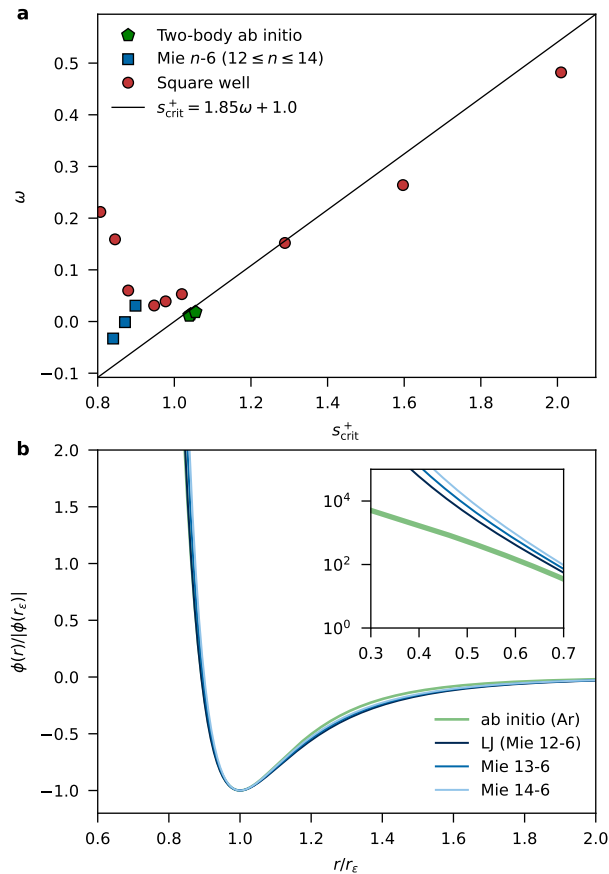 a
Two-body ab initio
Mie n-6 (12 ≤ n ≤ 14)
Square well
s⁺crit = 1.85ω + 1.0
ω
0.5
0.4
0.3
0.2
0.1
0.0
−0.1
0.8 1.0 1.2 1.4 1.6 1.8 2.0
s⁺crit
b
ϕ(r)/|ϕ(rε)|
2.0
1.5
1.0
0.5
0.0
−0.5
−1.0
10⁴
10²
10⁰
0.3 0.4 0.5 0.6 0.7
ab initio (Ar)
LJ (Mie 12-6)
Mie 13-6
Mie 14-6
0.6 0.8 1.0 1.2 1.4 1.6 1.8 2.0
r/rε